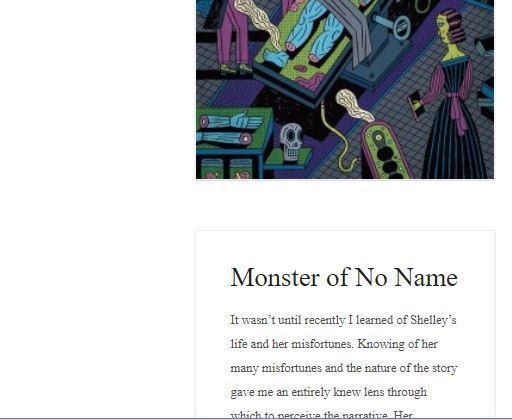 Monster of No Name
It wasn't until recently I learned of Shelley's
life and her misfortunes. Knowing of her
many misfortunes and the nature of the story
gave me an entirely knew lens through
which to perceive the narrative. Her